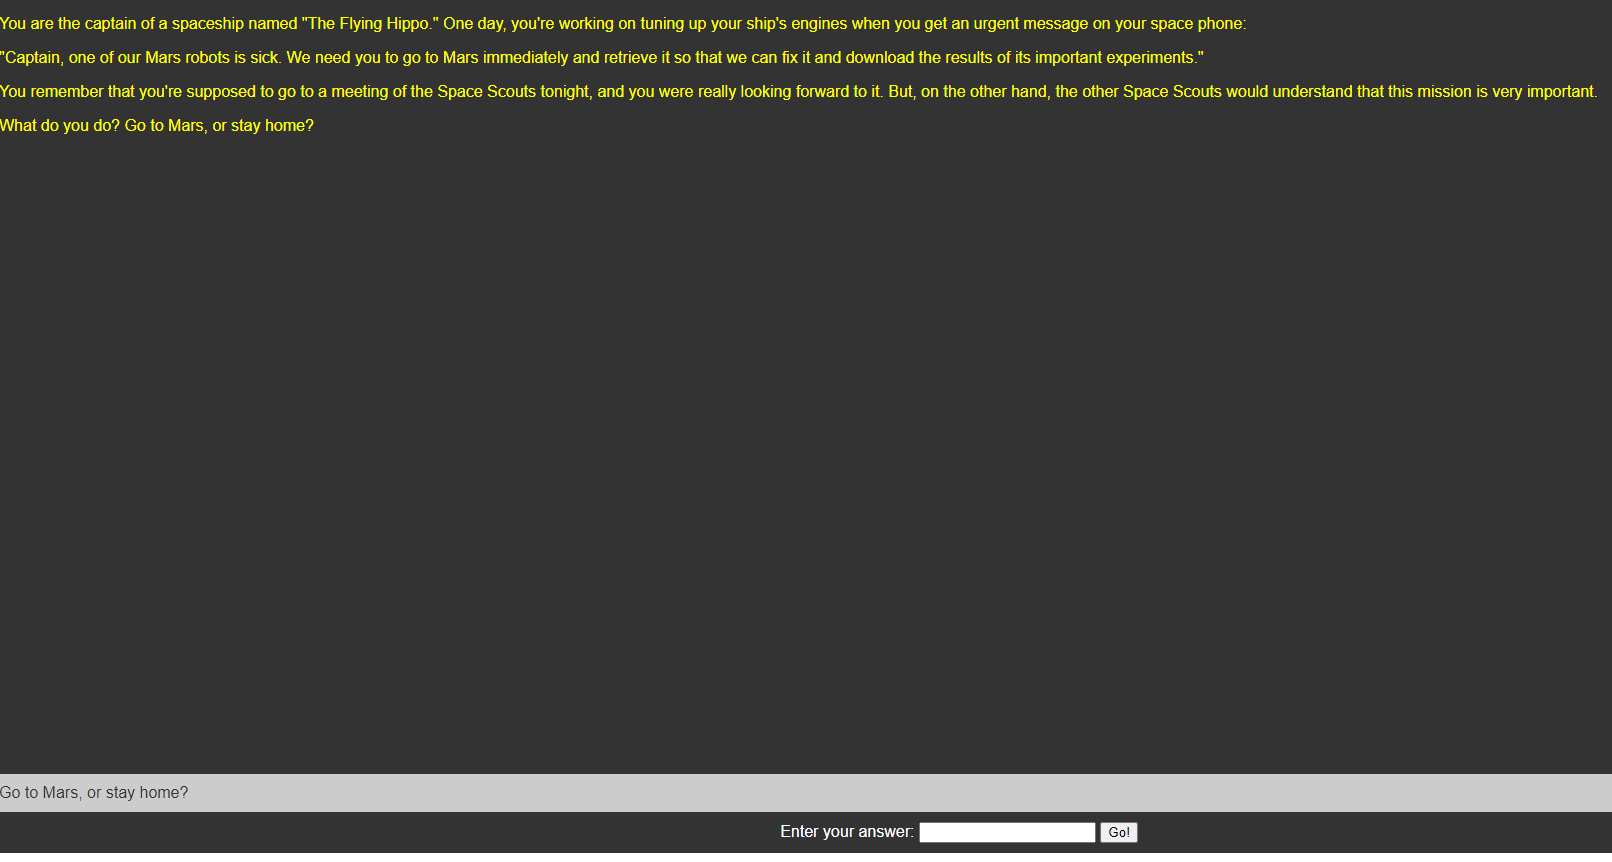 You are the captain of a spaceship named "The Flying Hippo." One day, you're working on tuning up your ship's engines when you get an urgent message on your space phone:
"Captain, one of our Mars robots is sick. We need you to go to Mars immediately and retrieve it so that we can fix it and download the results of its important experiments."
You remember that you're supposed to go to a meeting of the Space Scouts tonight, and you were really looking forward to it. But, on the other hand, the other Space Scouts would understand that this mission is very important.
What do you do? Go to Mars, or stay home?
Go to Mars, or stay home?
Enter your answer: Go!